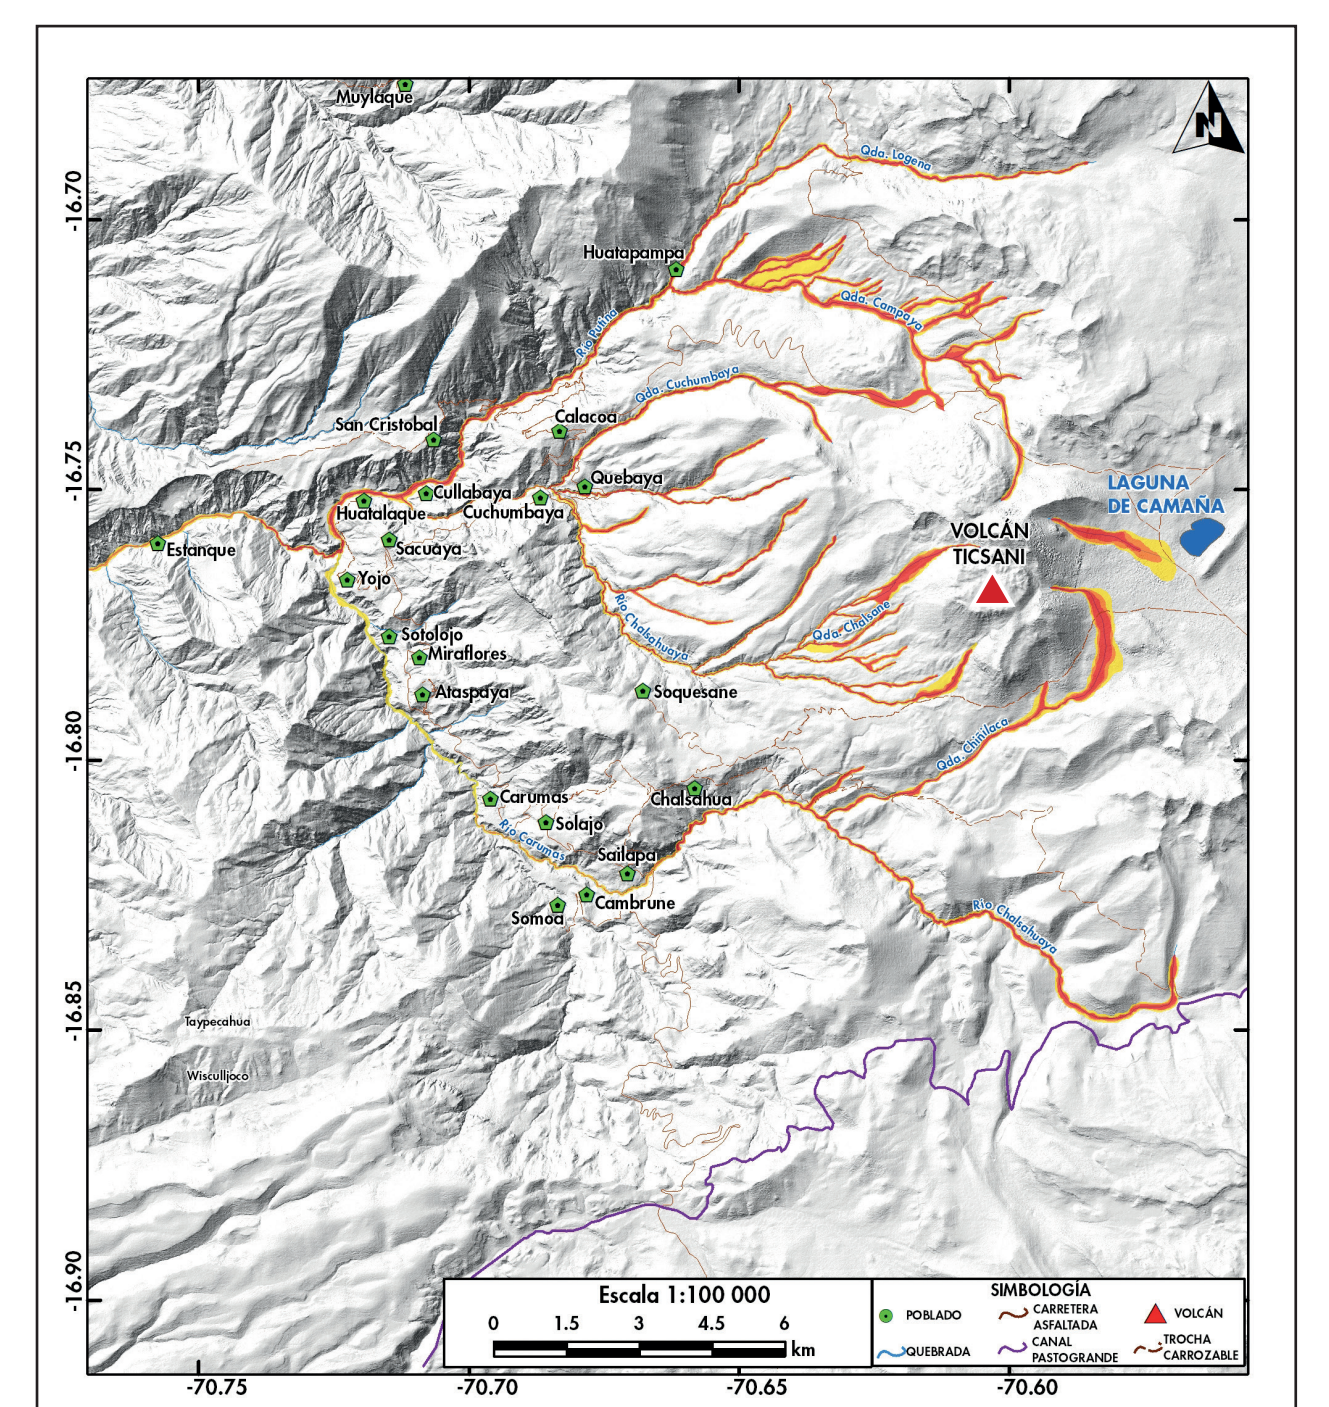 Muylaque
N
Qda. Logena
-16.70
Huatapampa
Qda. Campaya
Río Putina
Qda. Cuchumbaya
San Cristobal
Calacoa
-16.75
Quebaya
Cullabaya
Huatalaque
Cuchumbaya
LAGUNA
DE CAMAÑA
VOLCÁN
TICSANI
Estanque
Sacuaya
Yojo
Río Chalsahuaya
Qda. Chalsane
Sotolojo
Miraflores
Ataspaya
Soquesane
-16.80
Qda. Chinilaca
Carumas
Chalsahua
Solajo
Río Carumas
Sailapa
Cambrune
Somoa
Río Chalsahuaya
-16.85
Taypecahua
Wisculljoco
-16.90
Escala 1:100 000
0 1.5 3 4.5 6
km
SIMBOLOGÍA
POBLADO
CARRETERA
ASFALTADA
VOLCÁN
QUEBRADA
CANAL
PASTOGRANDE
TROCHA
CARROZABLE
-70.75 -70.70 -70.65 -70.60